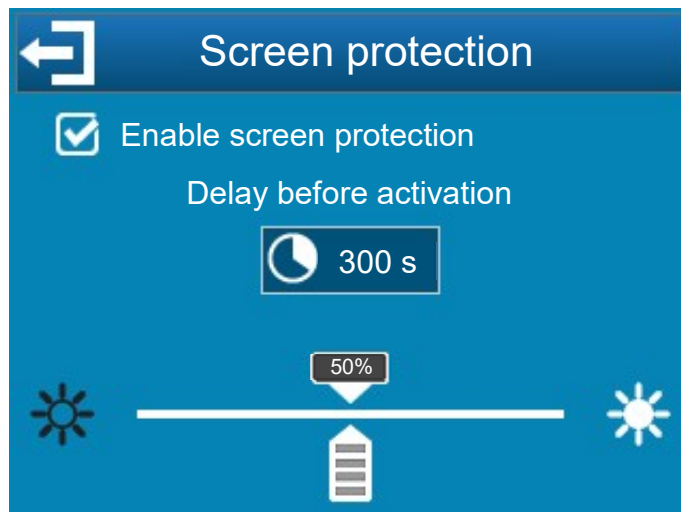 Screen protection
Enable screen protection
Delay before activation
300 s
50%